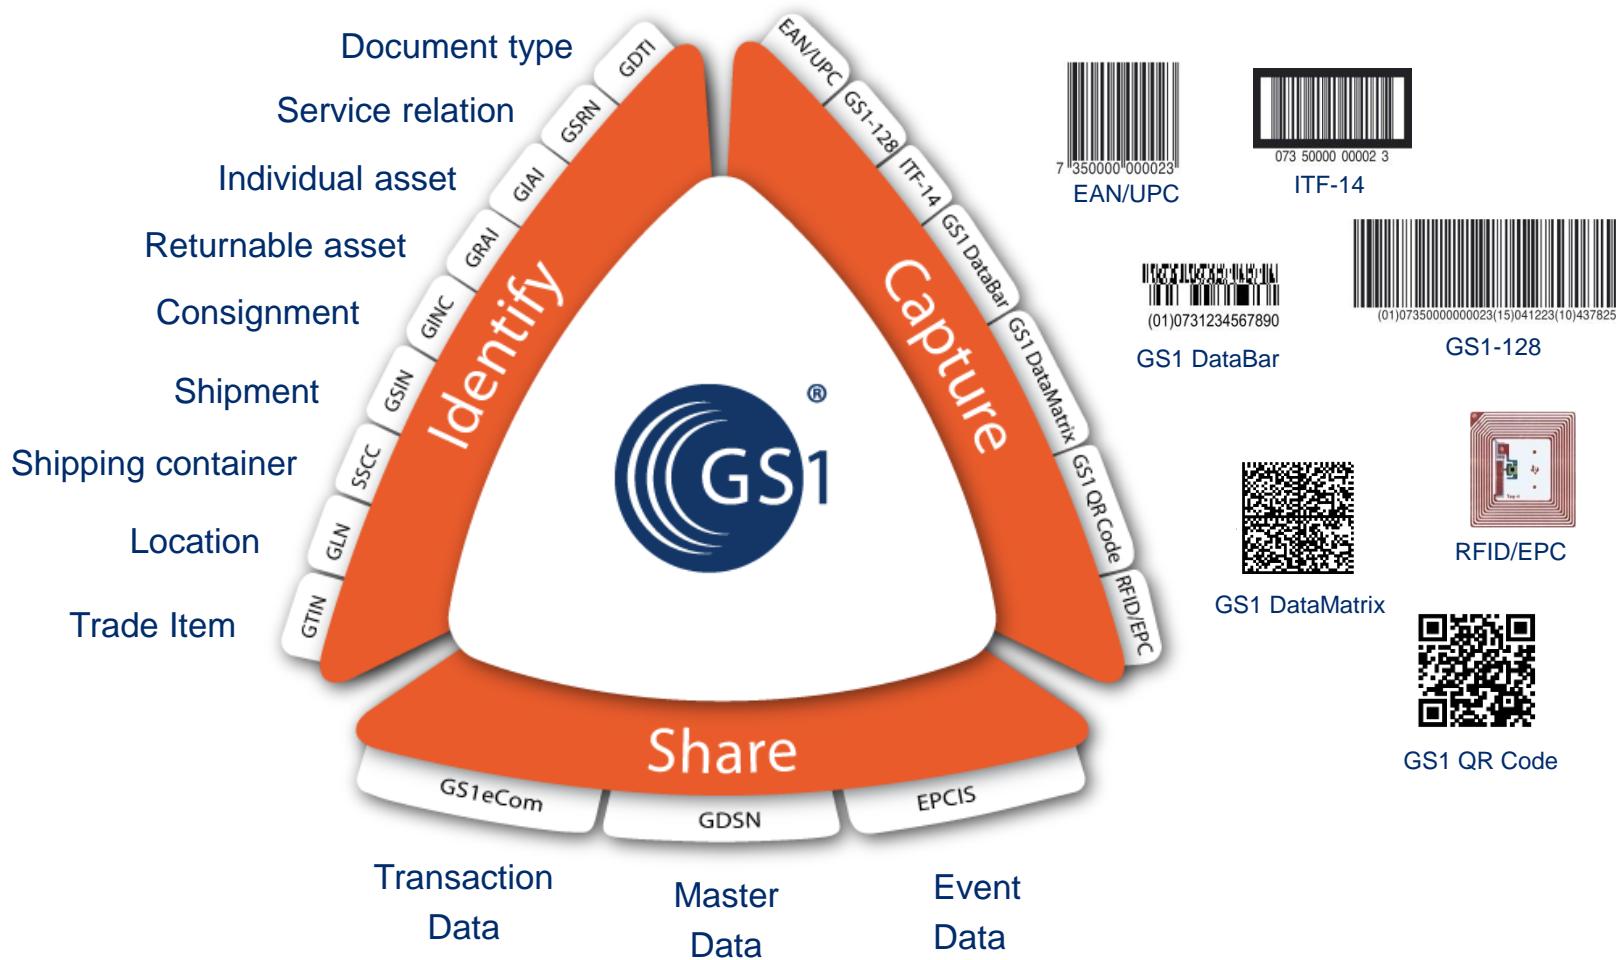 Document type
Service relation
Individual asset
Returnable asset
Consignment
Shipment
Shipping container
Location
Trade Item
GDTI
GSRN
GIAI
GRAI
GINC
GSIN
SSCC
GLN
GTIN
Identify
EAN/UPC
GS1-128
ITF-14
GS1 DataBar
GS1 DataMatrix
GS1 QR Code
RFID/EPC
Capture
GS1
®
Share
GS1eCom
GDSN
EPCIS
Transaction
Data
Master
Data
Event
Data
7 350000 000023
EAN/UPC
073 50000 00002 3
ITF-14
(01)0731234567890
GS1 DataBar
(01)07350000000023(15)041223(10)437825
GS1-128
RFID/EPC
GS1 DataMatrix
GS1 QR Code